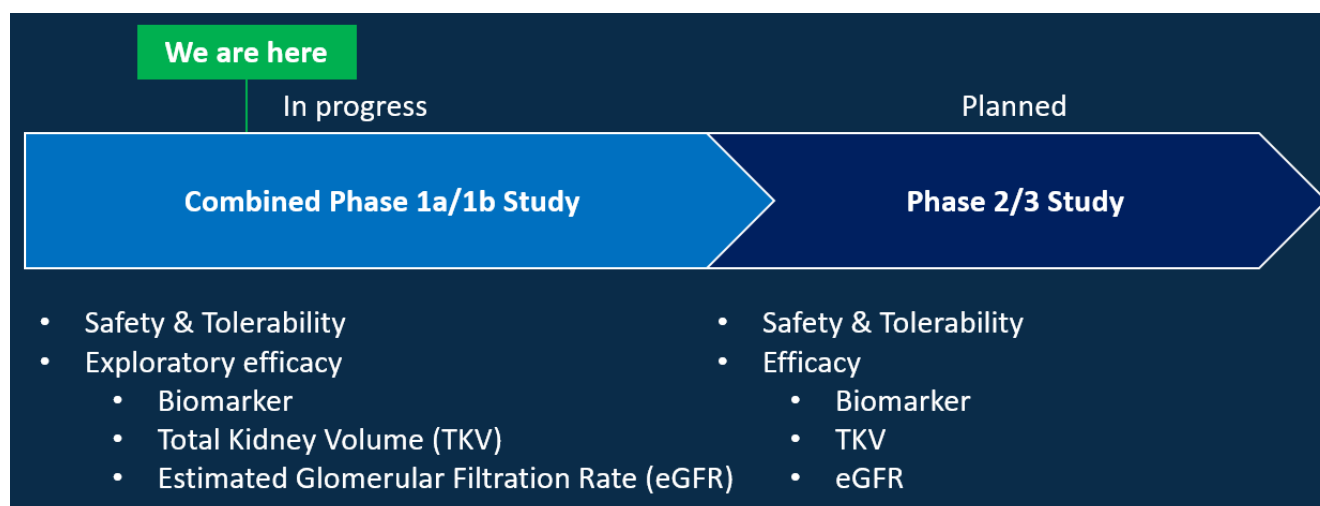 We are here
In progress
Planned
Combined Phase 1a/1b Study
Phase 2/3 Study
• Safety & Tolerability
• Exploratory efficacy
• Biomarker
• Total Kidney Volume (TKV)
• Estimated Glomerular Filtration Rate (eGFR)
• Safety & Tolerability
• Efficacy
• Biomarker
• TKV
• eGFR